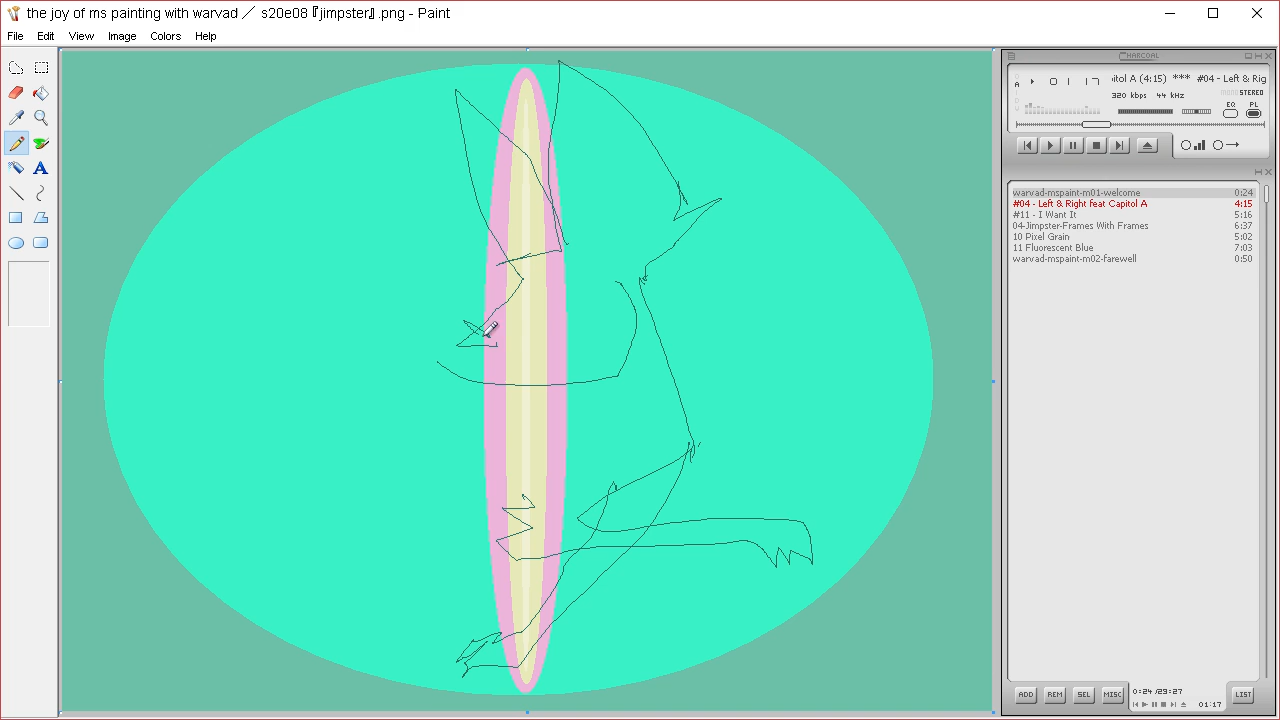 the joy of ms painting with warvad ／ s20e08『jimpster』.png - Paint
File Edit View Image Colors Help
CHARCOAL
itol A (4:15) *** #04 - Left & Rig
320 kbps 44 kHz
STEREO
EQ PL
warvad-mspaint-m01-welcome 0:24
#04 - Left & Right feat Capitol A 4:15
#11 - I Want It 5:16
04-Jimpster-Frames With Frames 6:37
10 Pixel Grain 5:02
11 Fluorescent Blue 7:03
warvad-mspaint-m02-farewell 0:50
ADD REM SEL MISC 0:24/29:27 LIST
01:17